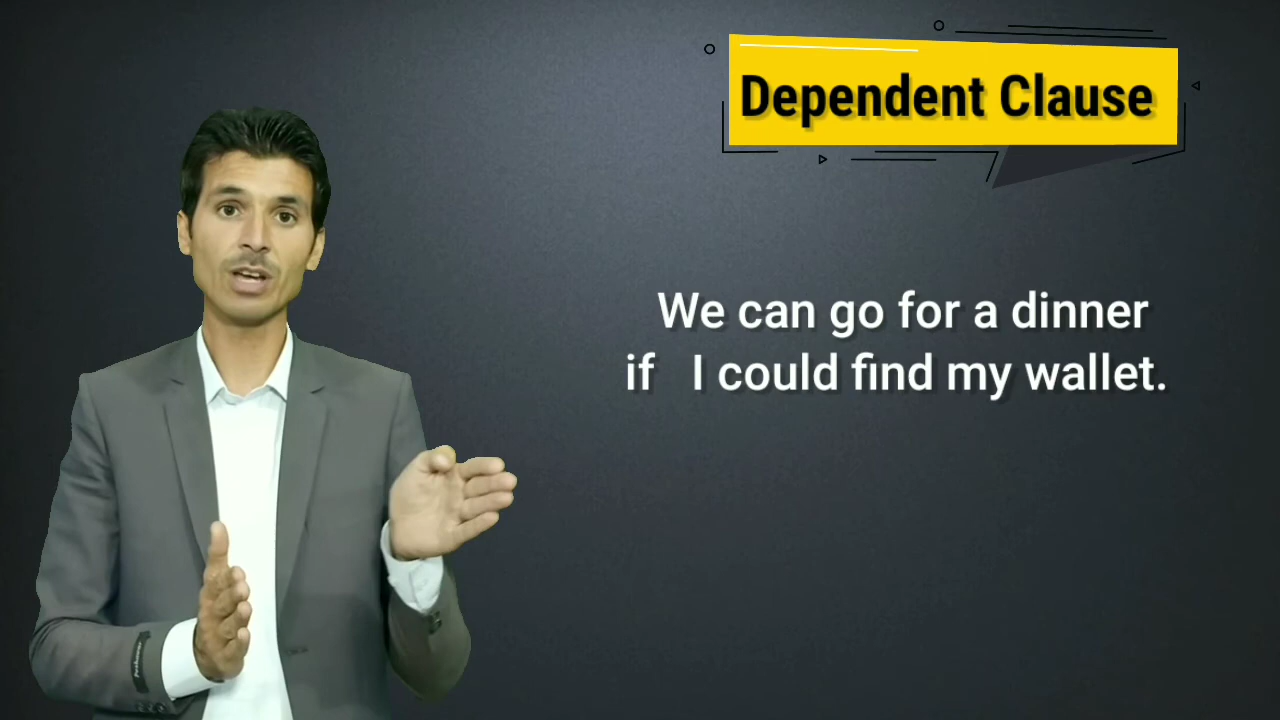 Dependent Clause
We can go for a dinner
if I could find my wallet.